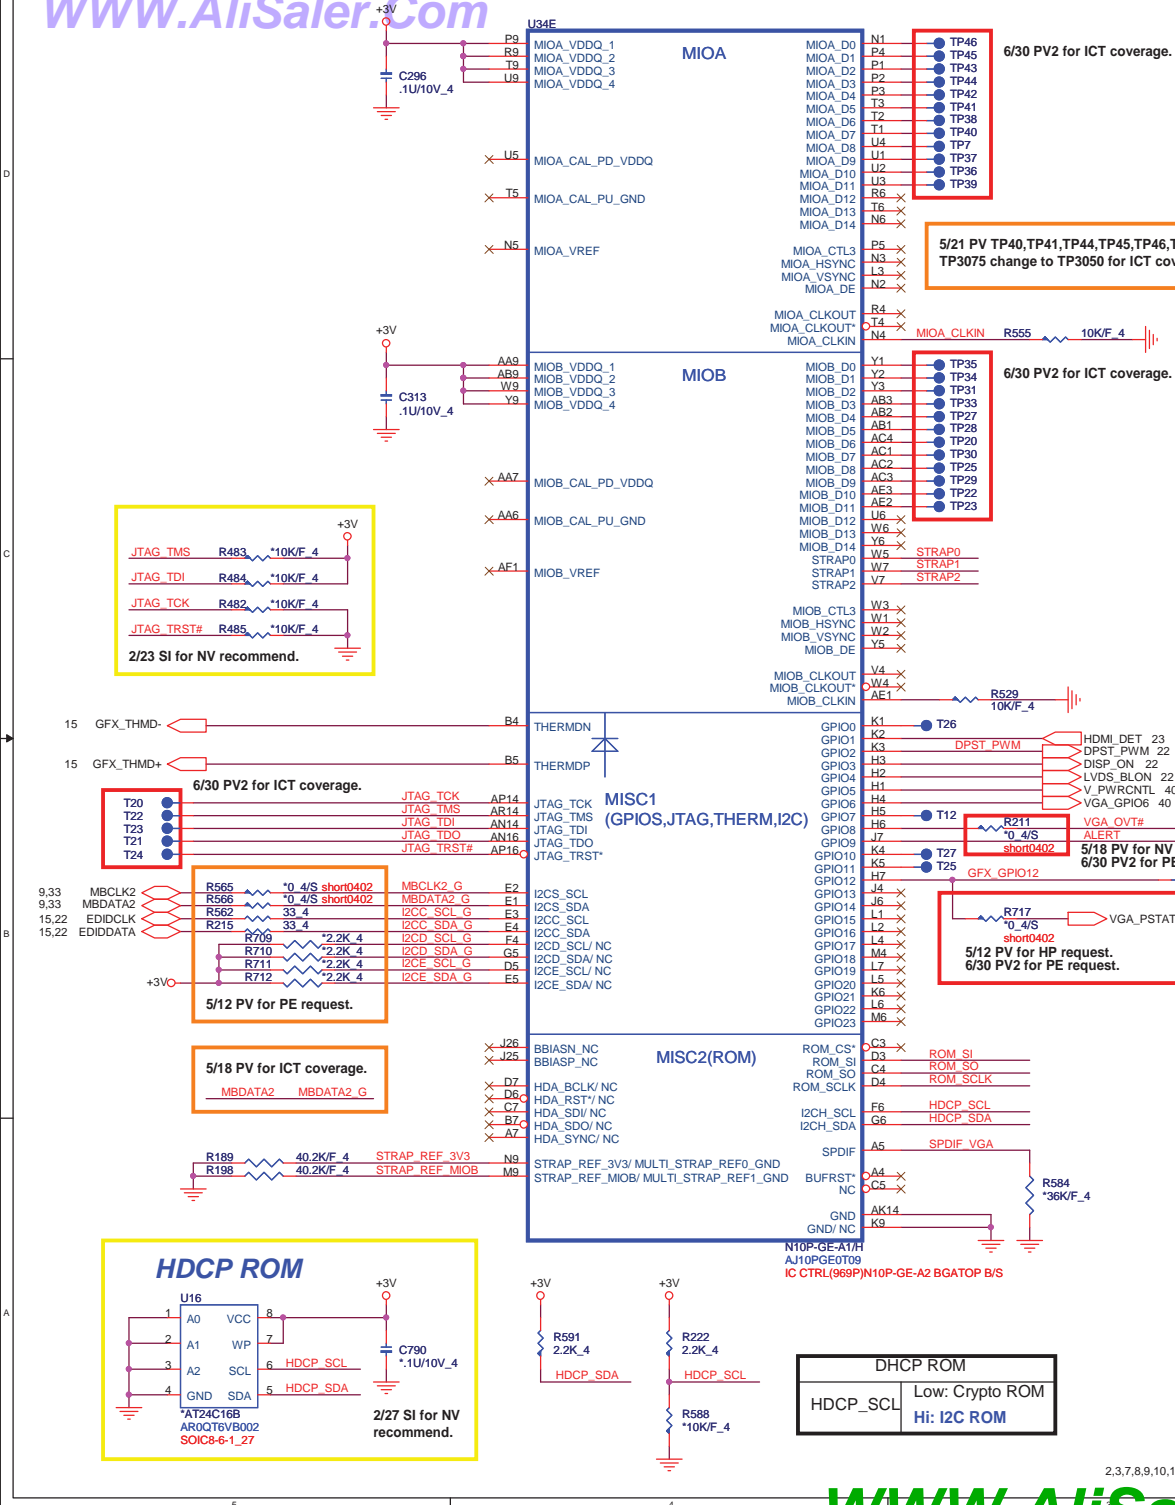 WWW.AliSaler.Com
+3V
C296
.1U/10V_4
U34E
MIOA
P9 MIOA_VDDQ_1
R9 MIOA_VDDQ_2
T9 MIOA_VDDQ_3
U9 MIOA_VDDQ_4
U5 MIOA_CAL_PD_VDDQ
T5 MIOA_CAL_PU_GND
N5 MIOA_VREF
MIOA_D0 N1 TP46
MIOA_D1 P4 TP45
MIOA_D2 P1 TP43
MIOA_D3 P2 TP44
MIOA_D4 P3 TP42
MIOA_D5 T3 TP41
MIOA_D6 T2 TP38
MIOA_D7 T1 TP40
MIOA_D8 U4 TP7
MIOA_D9 U1 TP37
MIOA_D10 U2 TP36
MIOA_D11 U3 TP39
MIOA_D12 R6
MIOA_D13 T6
MIOA_D14 N6
6/30 PV2 for ICT coverage.
5/21 PV TP40,TP41,TP44,TP45,TP46,T
TP3075 change to TP3050 for ICT cov
MIOA_CTL3 P5
MIOA_HSYNC N3
MIOA_VSYNC L3
MIOA_DE N2
MIOA_CLKOUT R4
MIOA_CLKOUT* T4
MIOA_CLKIN N4 MIOA_CLKIN R555 10K/F_4
+3V
C313
.1U/10V_4
MIOB
AA9 MIOB_VDDQ_1
AB9 MIOB_VDDQ_2
W9 MIOB_VDDQ_3
Y9 MIOB_VDDQ_4
AA7 MIOB_CAL_PD_VDDQ
AA6 MIOB_CAL_PU_GND
AF1 MIOB_VREF
MIOB_D0 Y1 TP35
MIOB_D1 Y2 TP34
MIOB_D2 Y3 TP31
MIOB_D3 AB3 TP33
MIOB_D4 AB2 TP27
MIOB_D5 AB1 TP28
MIOB_D6 AC4 TP20
MIOB_D7 AC1 TP30
MIOB_D8 AC2 TP25
MIOB_D9 AC3 TP29
MIOB_D10 AE3 TP22
MIOB_D11 AE2 TP23
MIOB_D12 U6
MIOB_D13 W6
MIOB_D14 Y6
6/30 PV2 for ICT coverage.
STRAP0 W5 STRAP0
STRAP1 W7 STRAP1
STRAP2 V7 STRAP2
MIOB_CTL3 W3
MIOB_HSYNC W1
MIOB_VSYNC W2
MIOB_DE Y5
MIOB_CLKOUT V4
MIOB_CLKOUT* W4
MIOB_CLKIN AE1 R529
10K/F_4
+3V
JTAG_TMS R483 *10K/F_4
JTAG_TDI R484 *10K/F_4
JTAG_TCK R482 *10K/F_4
JTAG_TRST# R485 *10K/F_4
2/23 SI for NV recommend.
15 GFX_THMD- B4 THERMDN
15 GFX_THMD+ B5 THERMDP
6/30 PV2 for ICT coverage.
T20 JTAG_TCK AP14 JTAG_TCK
T22 JTAG_TMS AR14 JTAG_TMS
T23 JTAG_TDI AN14 JTAG_TDI
T21 JTAG_TDO AN16 JTAG_TDO
T24 JTAG_TRST# AP16 JTAG_TRST*
MISC1
(GPIOS,JTAG,THERM,I2C)
9,33 MBCLK2 R565 *0_4/S short0402 MBCLK2_G E2 I2CS_SCL
9,33 MBDATA2 R566 *0_4/S short0402 MBDATA2_G E1 I2CS_SDA
15,22 EDIDCLK R562 33_4 I2CC_SCL_G E3 I2CC_SCL
15,22 EDIDDATA R215 33_4 I2CC_SDA_G E4 I2CC_SDA
R709 *2.2K_4 I2CD_SCL_G F4 I2CD_SCL/ NC
R710 *2.2K_4 I2CD_SDA_G G5 I2CD_SDA/ NC
R711 *2.2K_4 I2CE_SCL_G D5 I2CE_SCL/ NC
+3V R712 *2.2K_4 I2CE_SDA_G E5 I2CE_SDA/ NC
5/12 PV for PE request.
5/18 PV for ICT coverage.
MBDATA2 MBDATA2_G
GPIO0 K1 T26
GPIO1 K2 HDMI_DET 23
GPIO2 K3 DPST_PWM DPST_PWM 22
GPIO3 H3 DISP_ON 22
GPIO4 H2 LVDS_BLON 22
GPIO5 H1 V_PWRCNTL 40
GPIO6 H4 VGA_GPIO6 40
GPIO7 H5 T12
GPIO8 H6 R211 VGA_OVT#
GPIO9 J7 *0_4/S ALERT
short0402
5/18 PV for NV
6/30 PV2 for PE
GPIO10 K4 T27
GPIO11 K5 T25
GPIO12 H7 GFX_GPIO12
GPIO13 J4
GPIO14 J6
GPIO15 L1
GPIO16 L2
GPIO17 L4
GPIO18 M4
GPIO19 L7
GPIO20 L5
GPIO21 K6
GPIO22 L6
GPIO23 M6
R717 VGA_PSTAT
*0_4/S
short0402
5/12 PV for HP request.
6/30 PV2 for PE request.
MISC2(ROM)
J26 BBIASN_NC
J25 BBIASP_NC
D7 HDA_BCLK/ NC
D6 HDA_RST*/ NC
C7 HDA_SDI/ NC
B7 HDA_SDO/ NC
A7 HDA_SYNC/ NC
R189 40.2K/F_4 STRAP_REF_3V3 N9 STRAP_REF_3V3/ MULTI_STRAP_REF0_GND
R198 40.2K/F_4 STRAP_REF_MIOB M9 STRAP_REF_MIOB/ MULTI_STRAP_REF1_GND
ROM_CS* C3
ROM_SI D3 ROM_SI
ROM_SO C4 ROM_SO
ROM_SCLK D4 ROM_SCLK
I2CH_SCL F6 HDCP_SCL
I2CH_SDA G6 HDCP_SDA
SPDIF A5 SPDIF_VGA
BUFRST* A4
NC C5
GND AK14
GND/ NC K9
R584
*36K/F_4
N10P-GE-A1/H
AJ10PGE0T09
IC CTRL(969P)N10P-GE-A2 BGATOP B/S
HDCP ROM
U16
1 A0 VCC 8
2 A1 WP 7
3 A2 SCL 6 HDCP_SCL
4 GND SDA 5 HDCP_SDA
*AT24C16B
AR0QT6VB002
SOIC8-6-1_27
+3V
C790
*.1U/10V_4
2/27 SI for NV
recommend.
+3V
R591
2.2K_4
HDCP_SDA
+3V
R222
2.2K_4
HDCP_SCL
R588
*10K/F_4
DHCP ROM
HDCP_SCL Low: Crypto ROM
Hi: I2C ROM
2,3,7,8,9,10,1
D
C
B
A